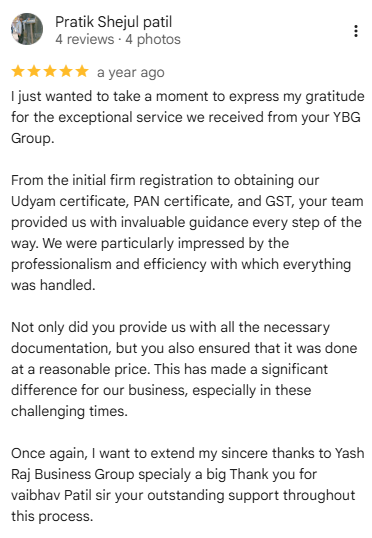 Pratik Shejul patil
4 reviews · 4 photos
★★★★★ a year ago
I just wanted to take a moment to express my gratitude
for the exceptional service we received from your YBG
Group.
From the initial firm registration to obtaining our
Udyam certificate, PAN certificate, and GST, your team
provided us with invaluable guidance every step of the
way. We were particularly impressed by the
professionalism and efficiency with which everything
was handled.
Not only did you provide us with all the necessary
documentation, but you also ensured that it was done
at a reasonable price. This has made a significant
difference for our business, especially in these
challenging times.
Once again, I want to extend my sincere thanks to Yash
Raj Business Group specialy a big Thank you for
vaibhav Patil sir your outstanding support throughout
this process.